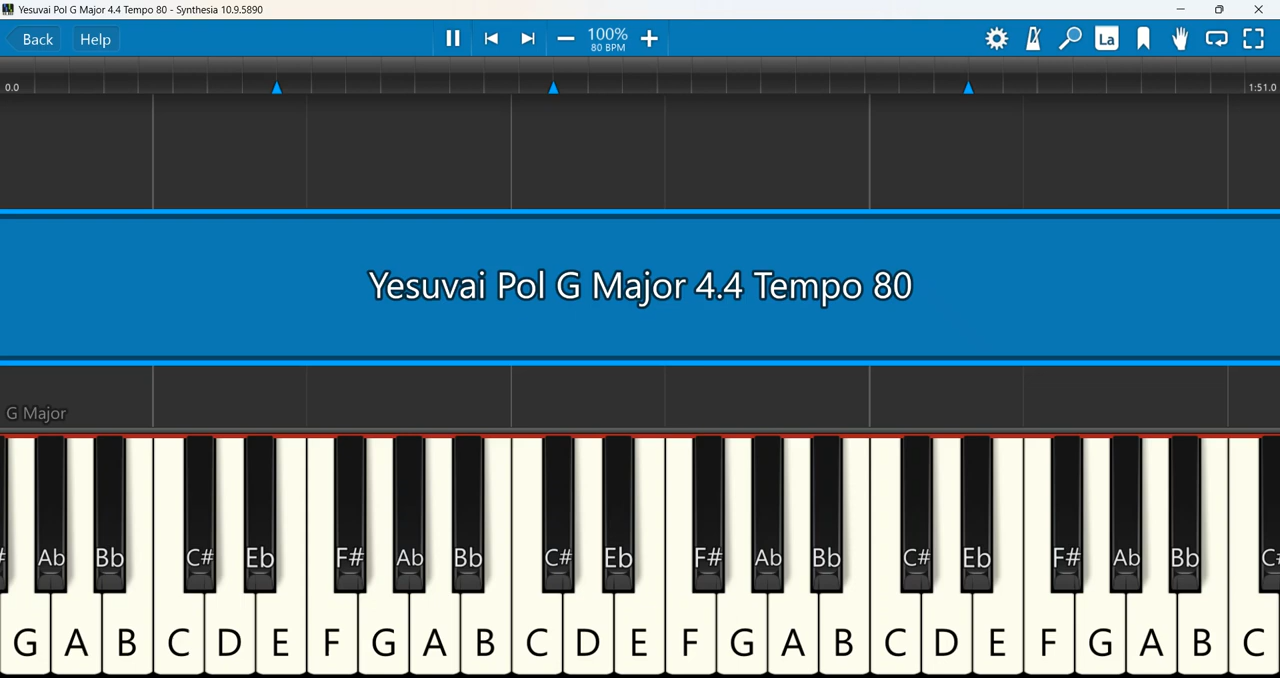 Yesuvai Pol G Major 4.4 Tempo 80 - Synthesia 10.9.5890
Back Help 100% La
80 BPM
0.0 1:51.0
Yesuvai Pol G Major 4.4 Tempo 80
G Major
# Ab Bb C# Eb F# Ab Bb C# Eb F# Ab Bb C# Eb F# Ab Bb C#
G A B C D E F G A B C D E F G A B C D E F G A B C